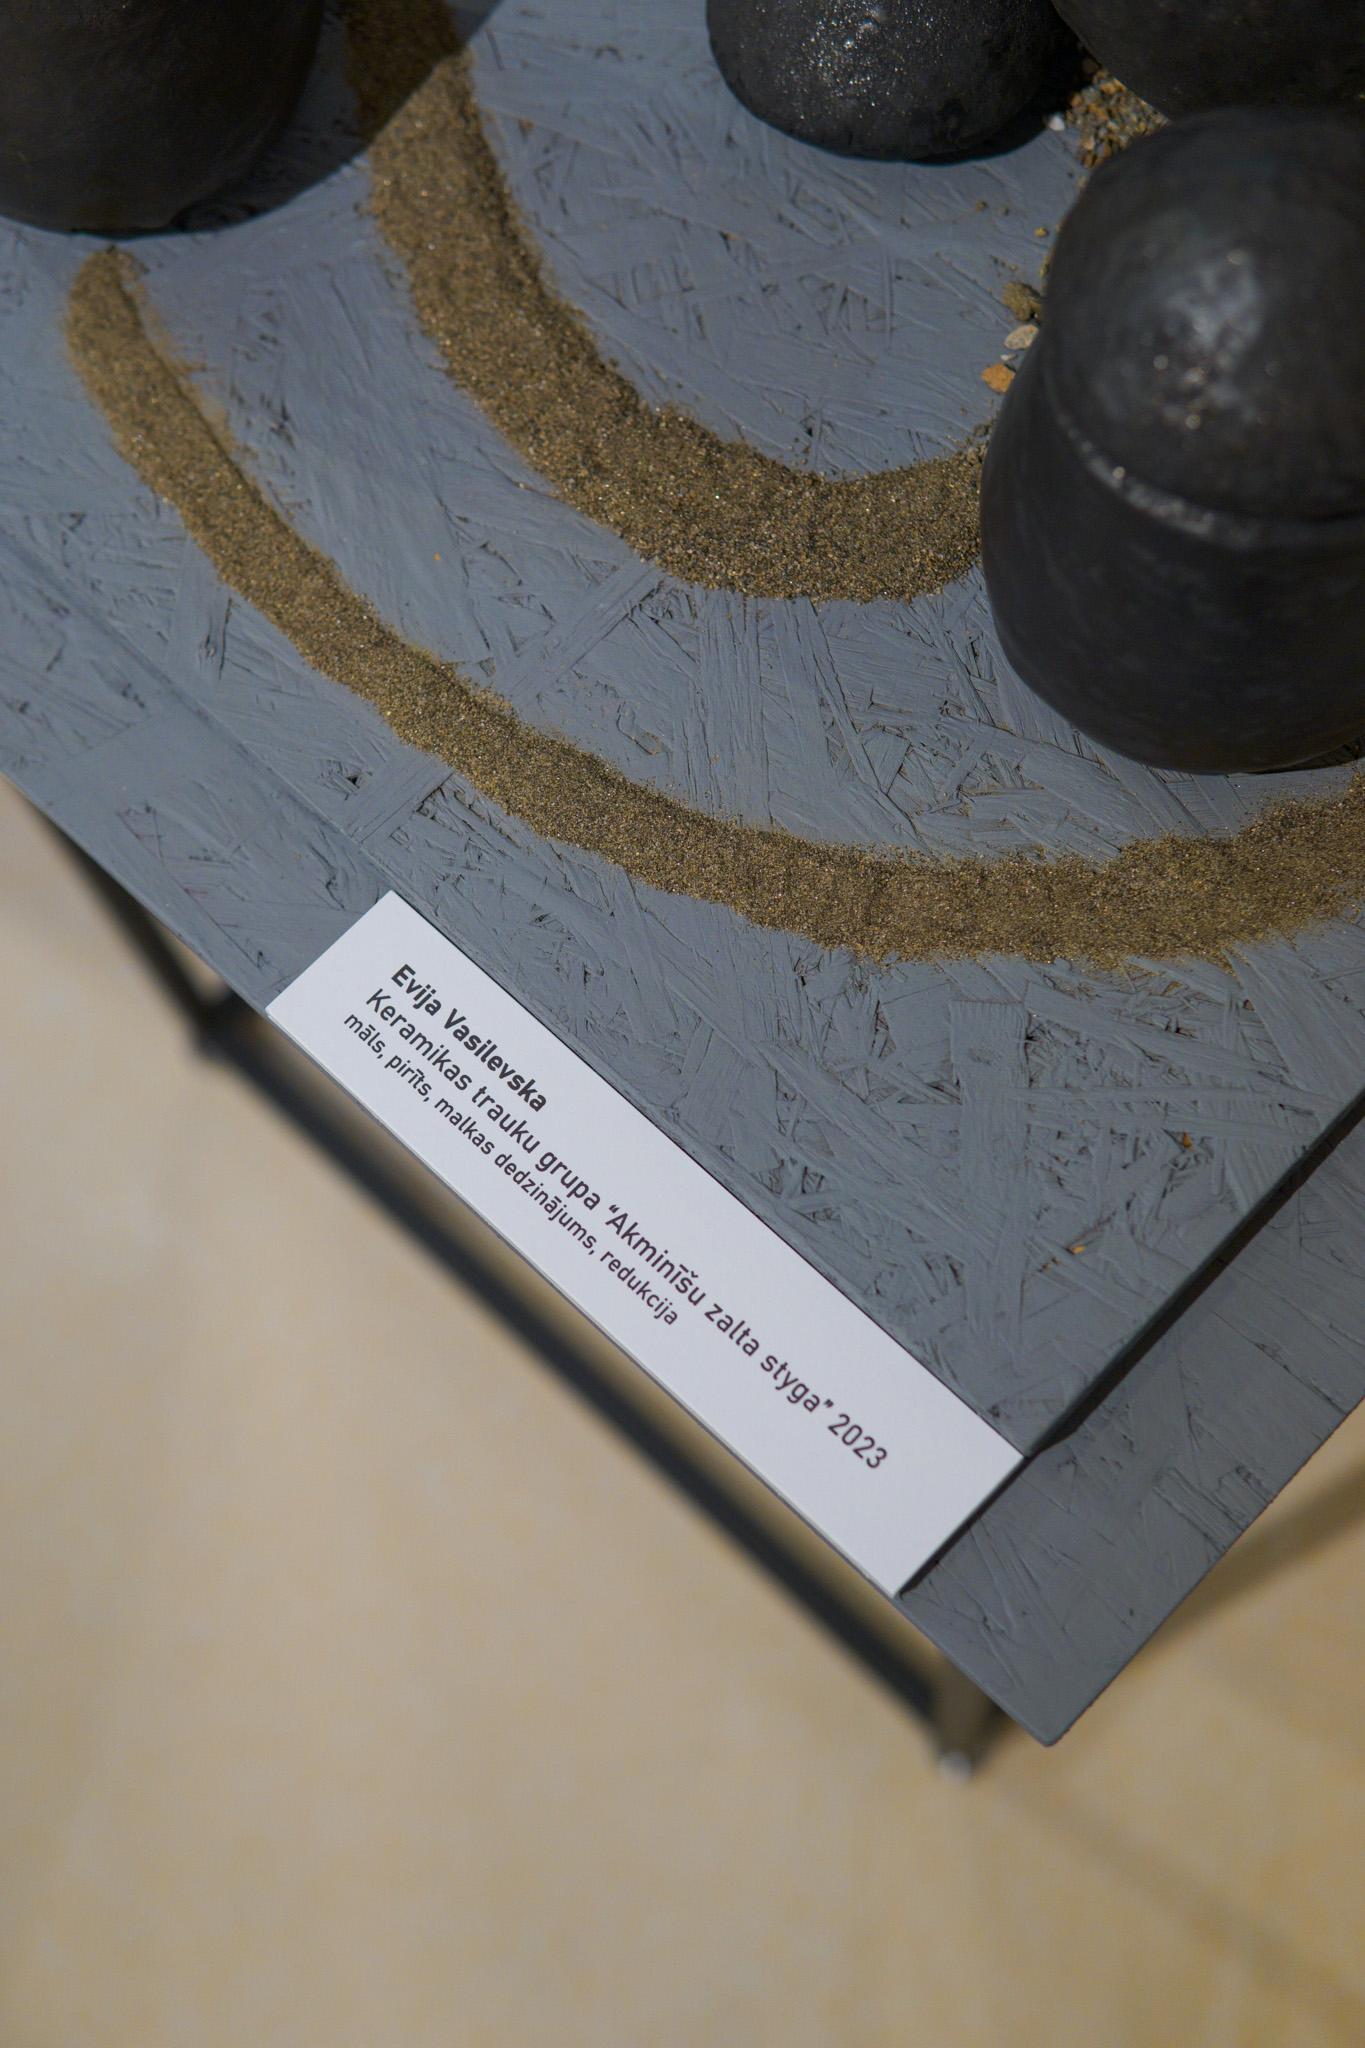 Evija Vasilevska
Keramikas trauku grupa “Akminīšu zalta styga” 2023
māls, pirīts, malkas dedzinājums, redukcija